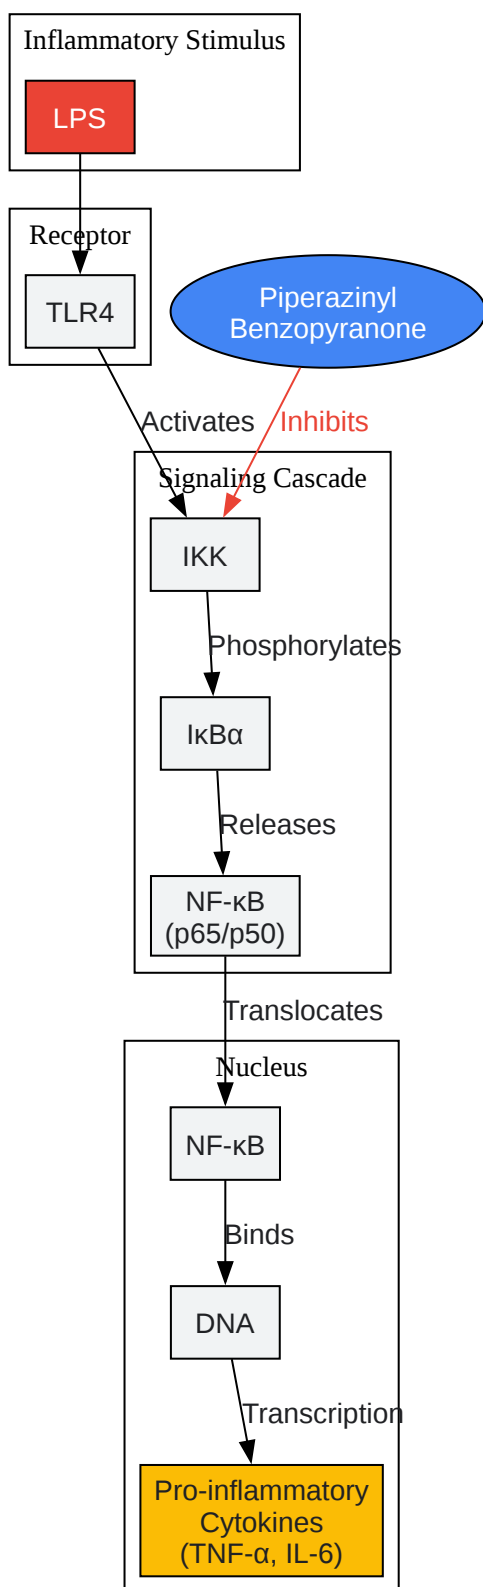 Inflammatory Stimulus
LPS
Receptor
TLR4
Piperazinyl
Benzopyranone
Activates
Inhibits
Signaling Cascade
IKK
Phosphorylates
IκBα
Releases
NF-κB
(p65/p50)
Translocates
Nucleus
NF-κB
Binds
DNA
Transcription
Pro-inflammatory
Cytokines
(TNF-α, IL-6)